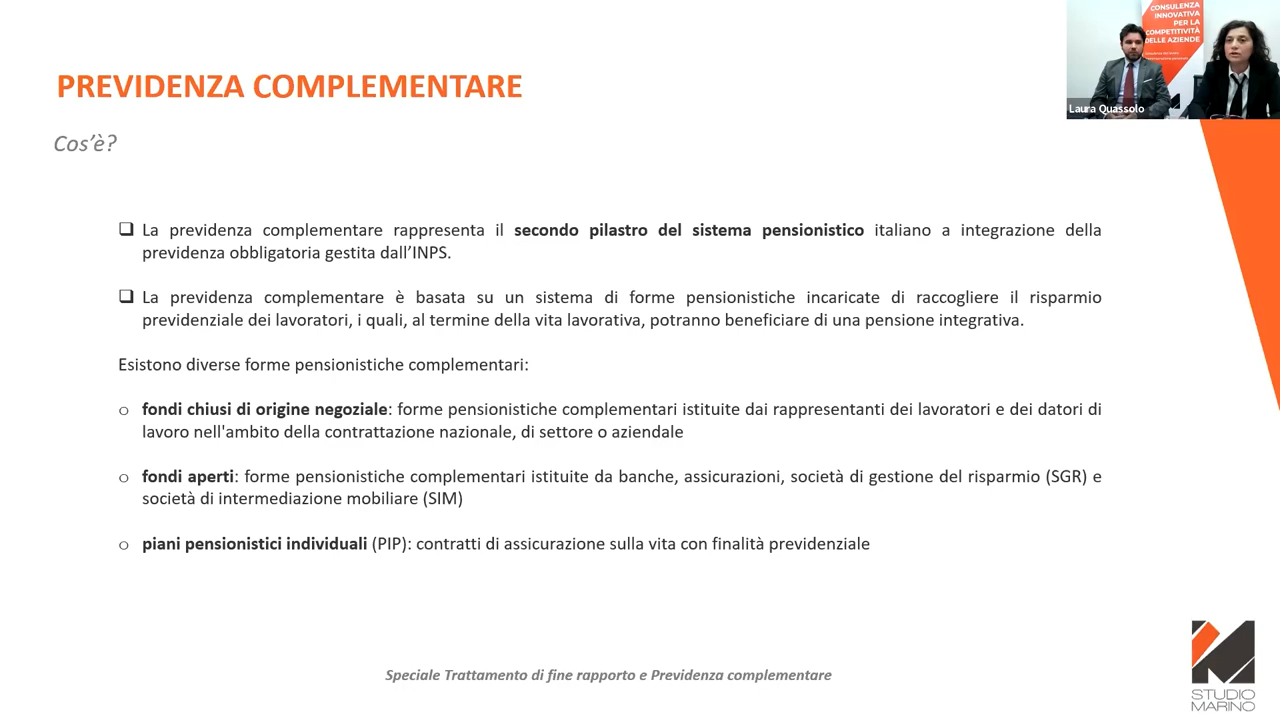 CONSULENZA
INNOVATIVA
PER LA
COMPETITIVITÀ
DELLE AZIENDE
Laura Quassolo
PREVIDENZA COMPLEMENTARE
Cos'è?
❑ La previdenza complementare rappresenta il secondo pilastro del sistema pensionistico italiano a integrazione della
previdenza obbligatoria gestita dall’INPS.
❑ La previdenza complementare è basata su un sistema di forme pensionistiche incaricate di raccogliere il risparmio
previdenziale dei lavoratori, i quali, al termine della vita lavorativa, potranno beneficiare di una pensione integrativa.
Esistono diverse forme pensionistiche complementari:
o fondi chiusi di origine negoziale: forme pensionistiche complementari istituite dai rappresentanti dei lavoratori e dei datori di
lavoro nell'ambito della contrattazione nazionale, di settore o aziendale
o fondi aperti: forme pensionistiche complementari istituite da banche, assicurazioni, società di gestione del risparmio (SGR) e
società di intermediazione mobiliare (SIM)
o piani pensionistici individuali (PIP): contratti di assicurazione sulla vita con finalità previdenziale
Speciale Trattamento di fine rapporto e Previdenza complementare
STUDIO
MARINO